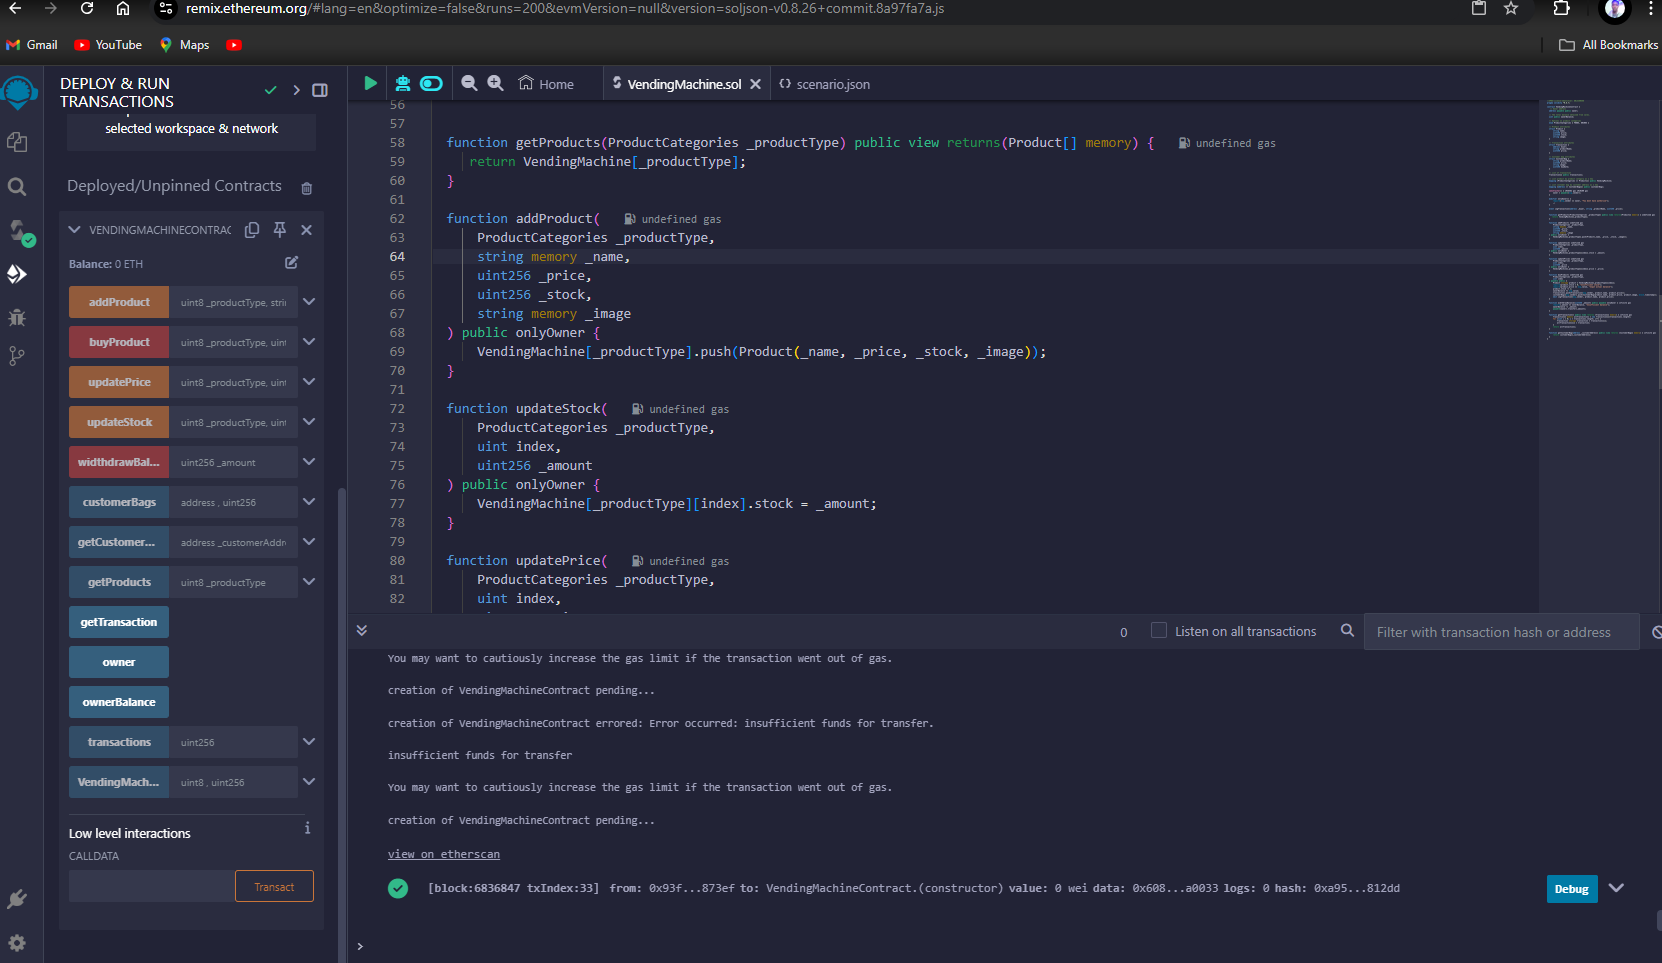 remix.ethereum.org/#lang=en&optimize=false&runs=200&evmVersion=null&version=soljson-v0.8.26+commit.8a97fa7a.js
Gmail
YouTube
Maps
All Bookmarks
DEPLOY & RUN
TRANSACTIONS
selected workspace & network
Deployed/Unpinned Contracts
VENDINGMACHINECONTRAC
Balance: 0 ETH
addProduct uint8 _productType, stri
buyProduct uint8 _productType, uint
updatePrice uint8 _productType, uint
updateStock uint8 _productType, uint
widthdrawBal... uint256 _amount
customerBags address , uint256
getCustomer... address _customerAddr
getProducts uint8 _productType
getTransaction
owner
ownerBalance
transactions uint256
VendingMach... uint8 , uint256
Low level interactions
i
CALLDATA
Transact
Home
VendingMachine.sol
scenario.json
56
57
58 function getProducts(ProductCategories _productType) public view returns(Product[] memory) { undefined gas
59 return VendingMachine[_productType];
60 }
61
62 function addProduct( undefined gas
63 ProductCategories _productType,
64 string memory _name,
65 uint256 _price,
66 uint256 _stock,
67 string memory _image
68 ) public onlyOwner {
69 VendingMachine[_productType].push(Product(_name, _price, _stock, _image));
70 }
71
72 function updateStock( undefined gas
73 ProductCategories _productType,
74 uint index,
75 uint256 _amount
76 ) public onlyOwner {
77 VendingMachine[_productType][index].stock = _amount;
78 }
79
80 function updatePrice( undefined gas
81 ProductCategories _productType,
82 uint index,
0
Listen on all transactions
Filter with transaction hash or address
You may want to cautiously increase the gas limit if the transaction went out of gas.
creation of VendingMachineContract pending...
creation of VendingMachineContract errored: Error occurred: insufficient funds for transfer.
insufficient funds for transfer
You may want to cautiously increase the gas limit if the transaction went out of gas.
creation of VendingMachineContract pending...
view on etherscan
[block:6836847 txIndex:33] from: 0x93f...873ef to: VendingMachineContract.(constructor) value: 0 wei data: 0x608...a0033 logs: 0 hash: 0xa95...812dd
Debug
>